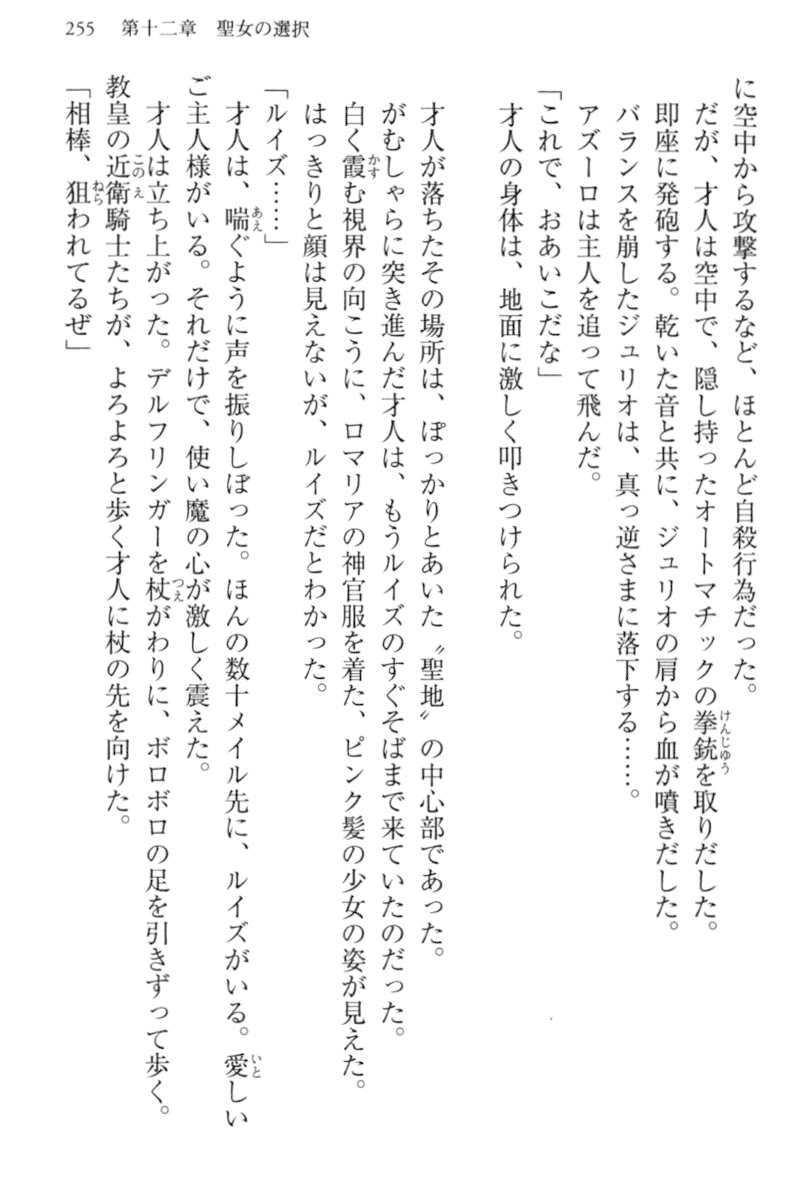 255　第十二章　聖女の選択
に空中から攻撃するなど、ほとんど自殺行為だった。
だが、才人は空中で、隠し持ったオートマチックの拳銃を取りだした。
けんじゅう
即座に発砲する。乾いた音と共に、ジュリオの肩から血が噴きだした。
バランスを崩したジュリオは、真っ逆さまに落下する……。
アズーロは主人を追って飛んだ。
「これで、おあいこだな」
才人の身体は、地面に激しく叩きつけられた。
才人が落ちたその場所は、ぽっかりとあいた〝聖地〟の中心部であった。
がむしゃらに突き進んだ才人は、もうルイズのすぐそばまで来ていたのだった。
白く霞む視界の向こうに、ロマリアの神官服を着た、ピンク髪の少女の姿が見えた。
かす
はっきりと顔は見えないが、ルイズだとわかった。
「ルイズ……」
才人は、喘ぐように声を振りしぼった。ほんの数十メイル先に、ルイズがいる。愛しい
あえ
いと
ご主人様がいる。それだけで、使い魔の心が激しく震えた。
才人は立ち上がった。デルフリンガーを杖がわりに、ボロボロの足を引きずって歩く。
つえ
教皇の近衛騎士たちが、よろよろと歩く才人に杖の先を向けた。
このえ
「相棒、狙われてるぜ」
ねら